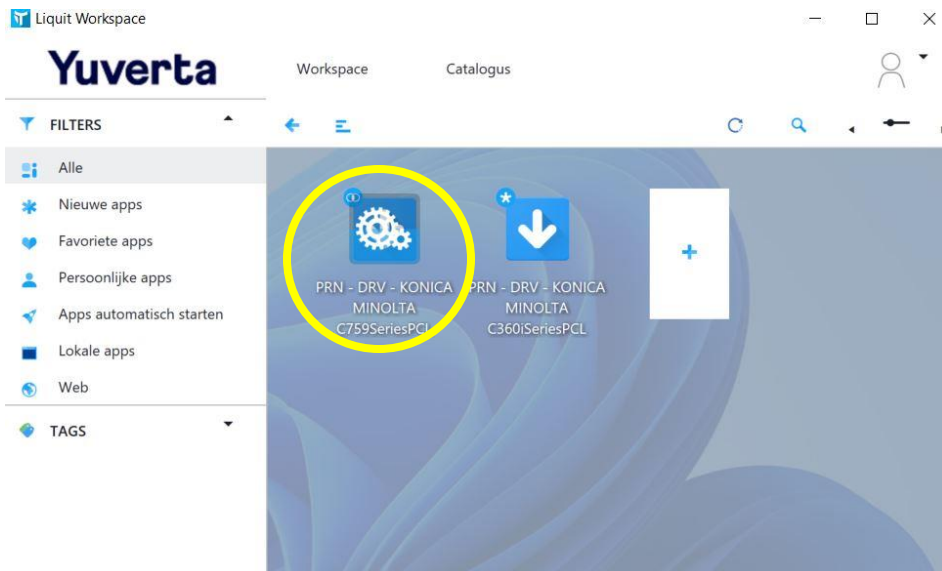 Liquit Workspace
Yuverta
Workspace
Catalogus
FILTERS
Alle
Nieuwe apps
Favoriete apps
Persoonlijke apps
Apps automatisch starten
Lokale apps
Web
TAGS
PRN - DRV - KONICA
MINOLTA
C759SeriesPCL
PRN - DRV - KONICA
MINOLTA
C360iSeriesPCL